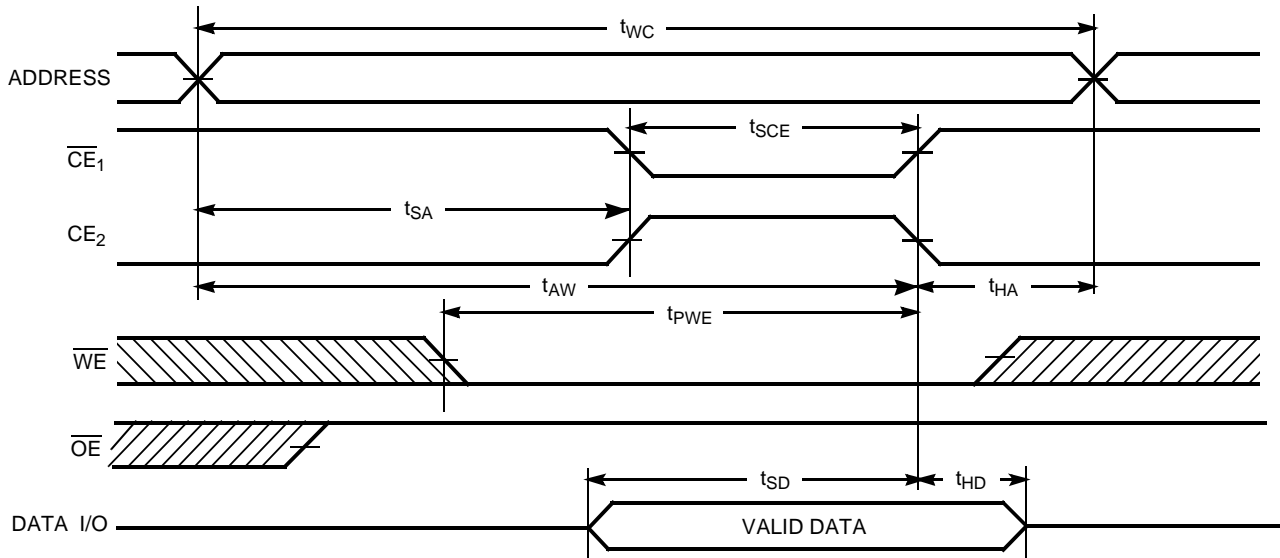 tWC
ADDRESS
tSCE
CE1
tSA
CE2
tAW
tHA
tPWE
WE
OE
tSD
tHD
DATA I/O
VALID DATA